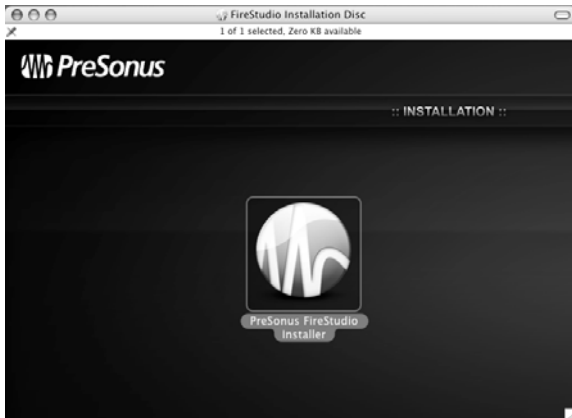 FireStudio Installation Disc
1 of 1 selected, Zero KB available
PreSonus
:: INSTALLATION ::
PreSonus FireStudio
Installer